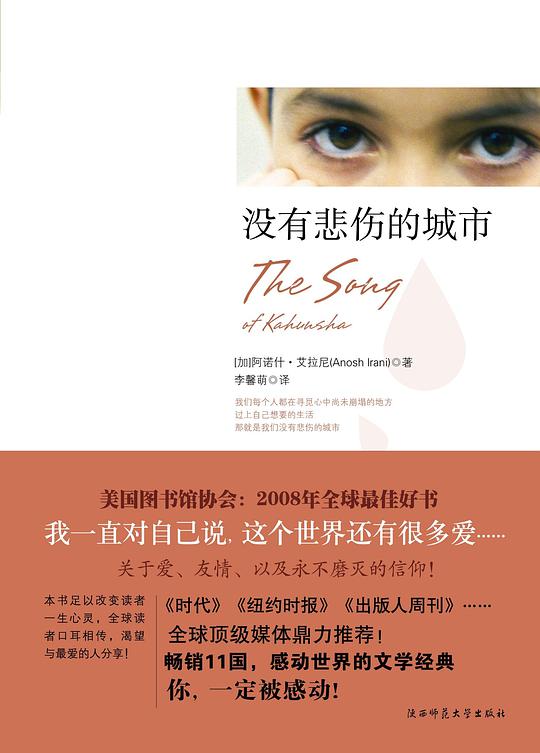 没有悲伤的城市
The Song
of Kahunsha
[加]阿诺什·艾拉尼(Anosh Irani)◎著
李馨萌◎译
我们每个人都在寻觅心中尚未崩塌的地方
过上自己想要的生活
那就是我们没有悲伤的城市
美国图书馆协会：2008年全球最佳好书
我一直对自己说，这个世界还有很多爱……
关于爱、友情、以及永不磨灭的信仰！
本书足以改变读者
一生心灵，全球读
者口耳相传，渴望
与最爱的人分享！
《时代》《纽约时报》《出版人周刊》……
全球顶级媒体鼎力推荐！
畅销11国，感动世界的文学经典
你，一定被感动！
陕西师范大学出版社